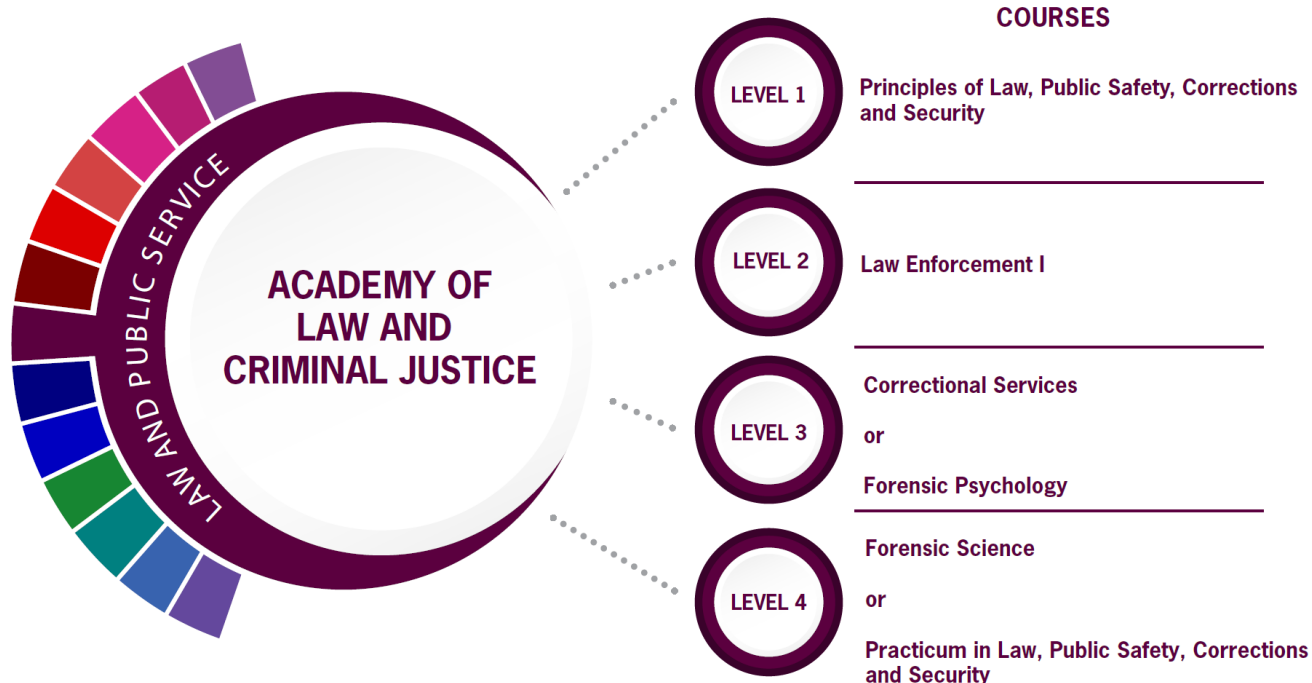 LAW AND PUBLIC SERVICE
ACADEMY OF
LAW AND
CRIMINAL JUSTICE
COURSES
LEVEL 1
Principles of Law, Public Safety, Corrections
and Security
LEVEL 2
Law Enforcement I
LEVEL 3
Correctional Services
or
Forensic Psychology
LEVEL 4
Forensic Science
or
Practicum in Law, Public Safety, Corrections
and Security